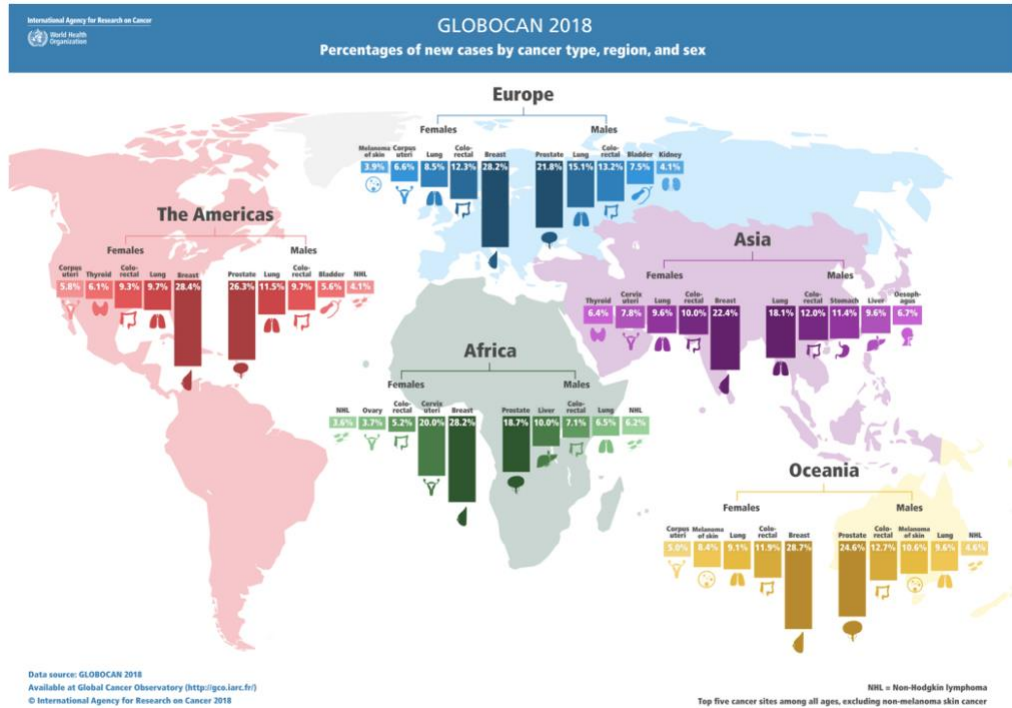 International Agency for Research on Cancer
World Health
Organization
GLOBOCAN 2018
Percentages of new cases by cancer type, region, and sex
Europe
Females
Males
Melanoma of skin
Corpus uteri
Lung
Colo-
rectal
Breast
Prostate
Lung
Colo-
rectal
Bladder
Kidney
3.9% 6.6% 8.5% 12.3% 28.2% 21.8% 15.1% 13.2% 7.5% 4.1%
The Americas
Females
Males
Corpus uteri
Thyroid
Colo-
rectal
Lung
Breast
Prostate
Lung
Colo-
rectal
Bladder
NHL
5.8% 6.1% 9.3% 9.7% 28.4% 26.3% 11.5% 9.7% 5.6% 4.1%
Asia
Females
Males
Thyroid
Cervix uteri
Lung
Colo-
rectal
Breast
Lung
Colo-
rectal
Stomach
Liver
Oesoph-
agus
6.4% 7.8% 9.6% 10.0% 22.4% 18.1% 12.0% 11.4% 9.6% 6.7%
Africa
Females
Males
NHL
Ovary
Colo-
rectal
Cervix uteri
Breast
Prostate
Liver
Colo-
rectal
Lung
NHL
3.6% 3.7% 5.2% 20.0% 28.2% 18.7% 10.0% 7.1% 6.5% 6.2%
Oceania
Females
Males
Corpus uteri
Melanoma of skin
Lung
Colo-
rectal
Breast
Prostate
Colo-
rectal
Melanoma of skin
Lung
NHL
5.0% 8.4% 9.1% 11.9% 28.7% 24.6% 12.7% 10.6% 9.6% 4.6%
Data source: GLOBOCAN 2018
Available at Global Cancer Observatory (http://gco.iarc.fr/)
© International Agency for Research on Cancer 2018
NHL = Non-Hodgkin lymphoma
Top five cancer sites among all ages, excluding non-melanoma skin cancer